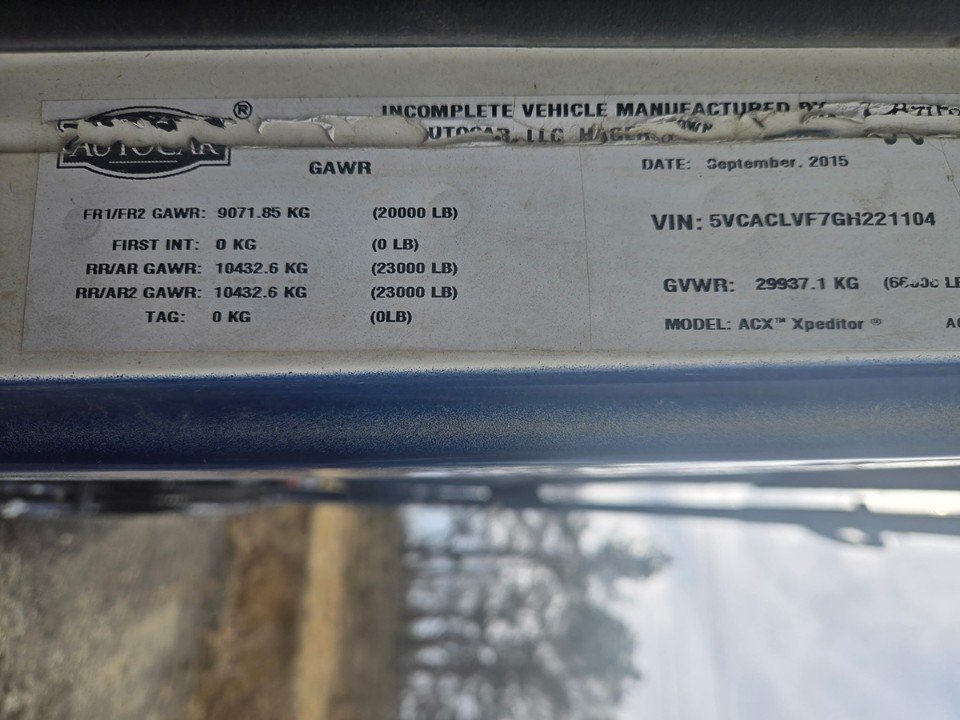 AUTOCAR ®
INCOMPLETE VEHICLE MANUFACTURED BY
AUTOCAR, LLC
GAWR
FR1/FR2 GAWR: 9071.85 KG (20000 LB)
FIRST INT: 0 KG (0 LB)
RR/AR GAWR: 10432.6 KG (23000 LB)
RR/AR2 GAWR: 10432.6 KG (23000 LB)
TAG: 0 KG (0LB)
DATE: September. 2015
VIN: 5VCACLVF7GH221104
GVWR: 29937.1 KG
MODEL: ACX™ Xpeditor ®